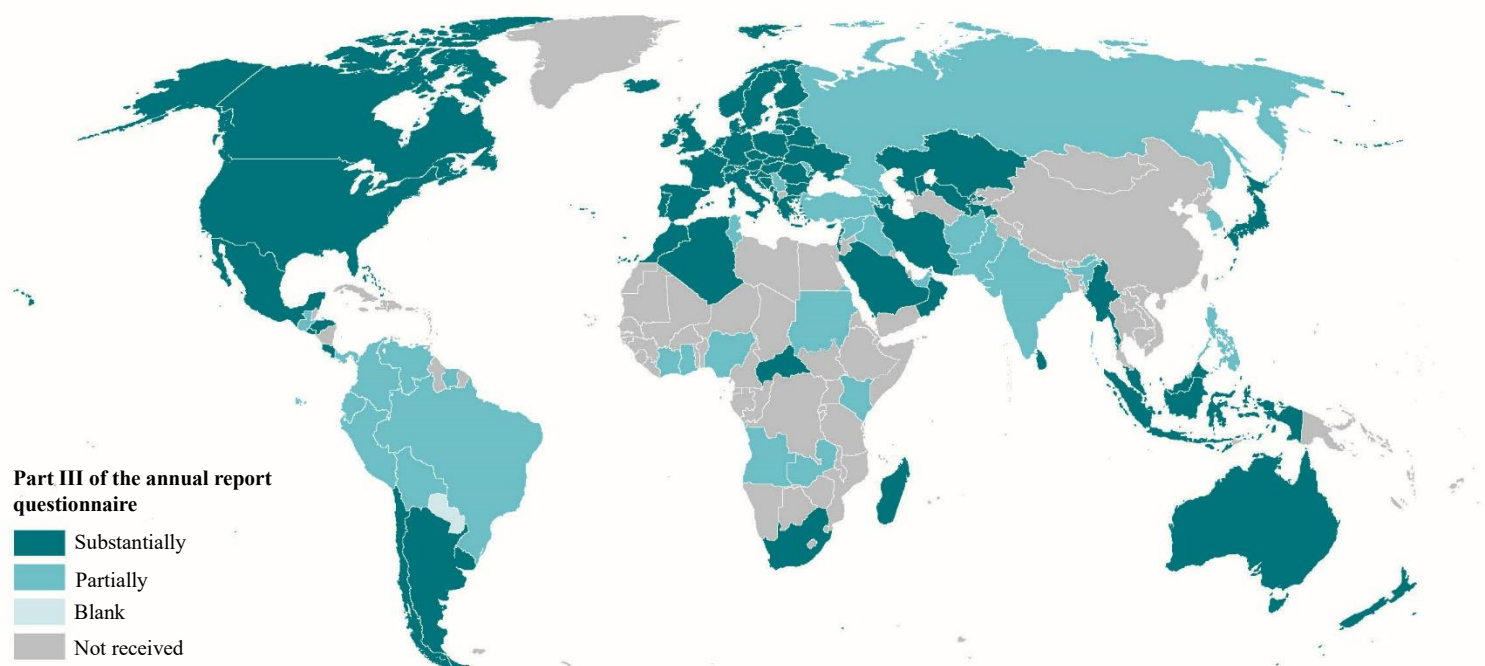 Part III of the annual report
questionnaire
Substantially
Partially
Blank
Not received